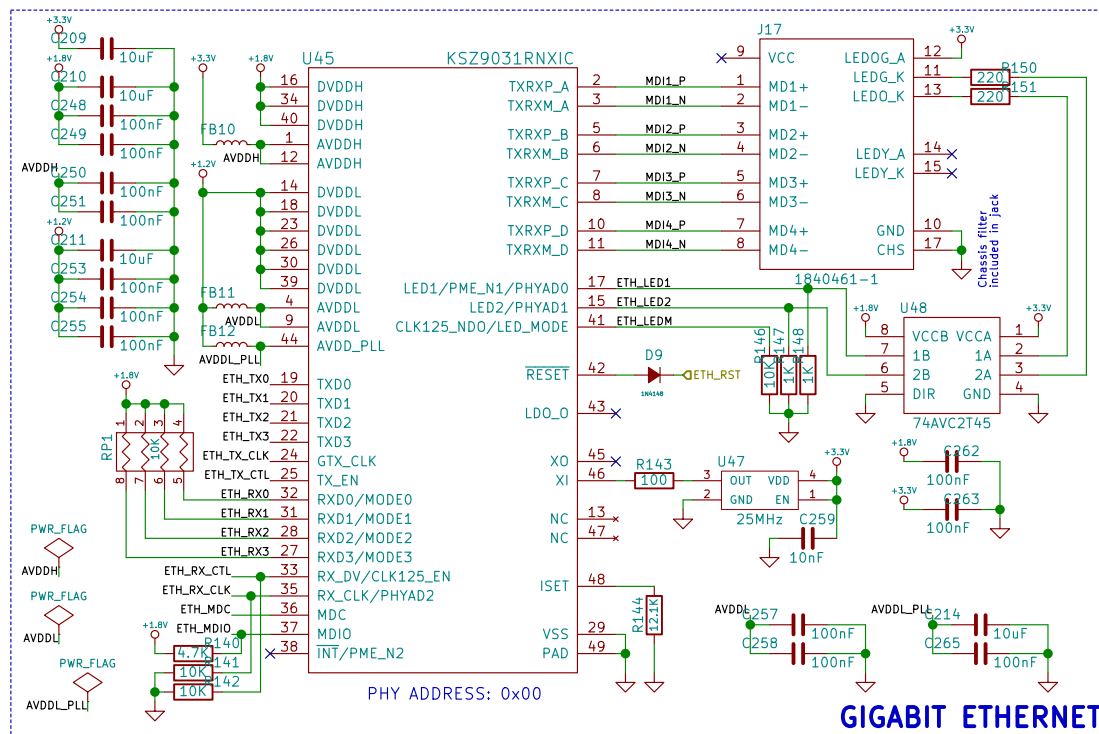 +3.3V
C209
10uF
+1.8V
C210
10uF
C248
100nF
C249
100nF
AVDDH
C250
100nF
C251
100nF
+1.2V
C211
10uF
C253
100nF
C254
100nF
C255
100nF
+3.3V
+1.8V
FB10
AVDDH
+1.2V
FB11
AVDDL
FB12
AVDDL_PLL
U45
KSZ9031RNXIC
16 DVDDH
34 DVDDH
40 DVDDH
1 AVDDH
12 AVDDH
14 DVDDL
18 DVDDL
23 DVDDL
26 DVDDL
30 DVDDL
39 DVDDL
4 AVDDL
9 AVDDL
44 AVDD_PLL
ETH_TX0 19 TXD0
ETH_TX1 20 TXD1
ETH_TX2 21 TXD2
ETH_TX3 22 TXD3
ETH_TX_CLK 24 GTX_CLK
ETH_TX_CTL 25 TX_EN
ETH_RX0 32 RXD0/MODE0
ETH_RX1 31 RXD1/MODE1
ETH_RX2 28 RXD2/MODE2
ETH_RX3 27 RXD3/MODE3
ETH_RX_CTL 33 RX_DV/CLK125_EN
ETH_RX_CLK 35 RX_CLK/PHYAD2
ETH_MDC 36 MDC
ETH_MDIO 37 MDIO
38 INT/PME_N2
TXRXP_A 2 MDI1_P
TXRXM_A 3 MDI1_N
TXRXP_B 5 MDI2_P
TXRXM_B 6 MDI2_N
TXRXP_C 7 MDI3_P
TXRXM_C 8 MDI3_N
TXRXP_D 10 MDI4_P
TXRXM_D 11 MDI4_N
LED1/PME_N1/PHYAD0 17 ETH_LED1
LED2/PHYAD1 15 ETH_LED2
CLK125_NDO/LED_MODE 41 ETH_LEDM
RESET 42
LDO_O 43
XO 45
XI 46
NC 13
NC 47
ISET 48
VSS 29
PAD 49
PHY ADDRESS: 0x00
+1.8V
RP1
10K
1 2 3 4
8 7 6 5
PWR_FLAG
AVDDH
PWR_FLAG
AVDDL
PWR_FLAG
AVDDL_PLL
+1.8V
R140
4.7K
R141
10K
R142
10K
J17
9 VCC
1 MD1+
2 MD1-
3 MD2+
4 MD2-
5 MD3+
6 MD3-
7 MD4+
8 MD4-
LEDOG_A 12
LEDG_K 11
LEDO_K 13
LEDY_A 14
LEDY_K 15
GND 10
CHS 17
1840461-1
+3.3V
R150
220
R151
220
Chassis filter
included in jack
R146
10K
R147
1K
R148
1K
D9
1N4148
ETH_RST
U48
+1.8V
+3.3V
8 VCCB VCCA 1
7 1B 1A 2
6 2B 2A 3
5 DIR GND 4
74AVC2T45
R143
100
U47
3 OUT VDD 4
2 GND EN 1
25MHz
+3.3V
C259
10nF
+1.8V
C262
100nF
+3.3V
C263
100nF
R144
12.1K
AVDDL
C257
100nF
C258
100nF
AVDDL_PLL
C214
10uF
C265
100nF
GIGABIT ETHERNET